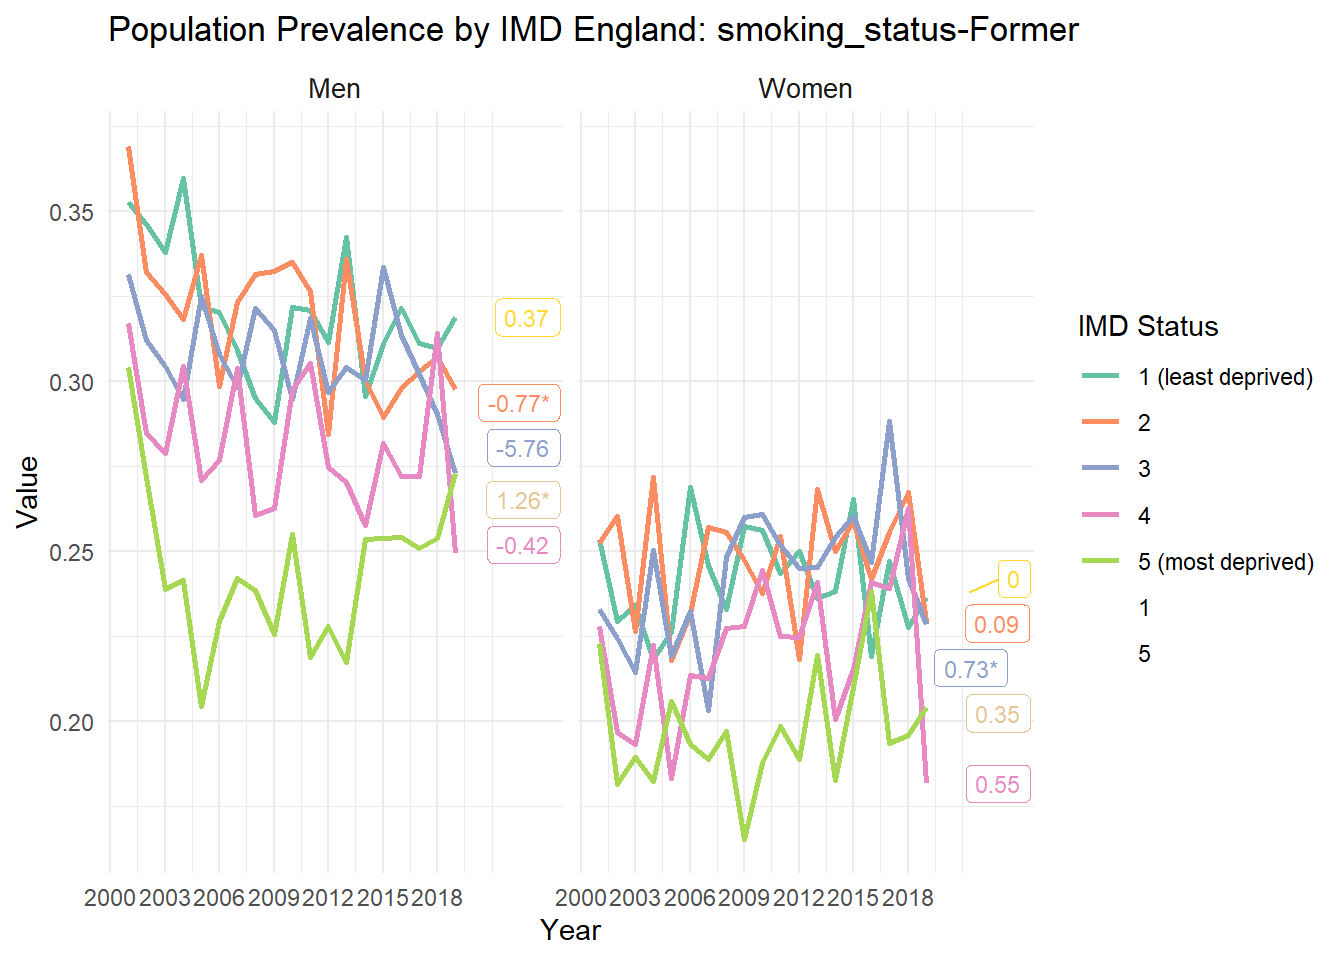 Population Prevalence by IMD England: smoking_status-Former
Men
Women
Value
0.35
0.30
0.25
0.20
0.37
-0.77*
-5.76
1.26*
-0.42
0
0.09
0.73*
0.35
0.55
2000 2003 2006 2009 2012 2015 2018
2000 2003 2006 2009 2012 2015 2018
Year
IMD Status
1 (least deprived)
2
3
4
5 (most deprived)
1
5